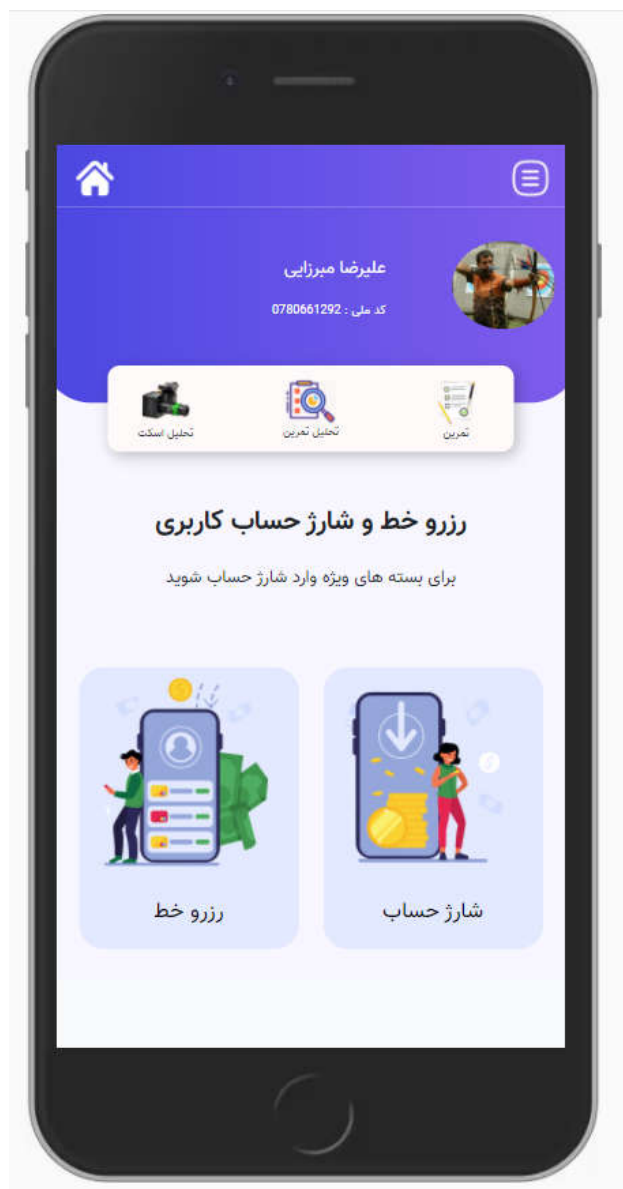 علیرضا میرزایی
کد ملی : 0780661292
تمرین
تحلیل تمرین
تحلیل اسکت
رزرو خط و شارژ حساب کاربری
برای بسته های ویژه وارد شارژ حساب شوید
شارژ حساب
رزرو خط